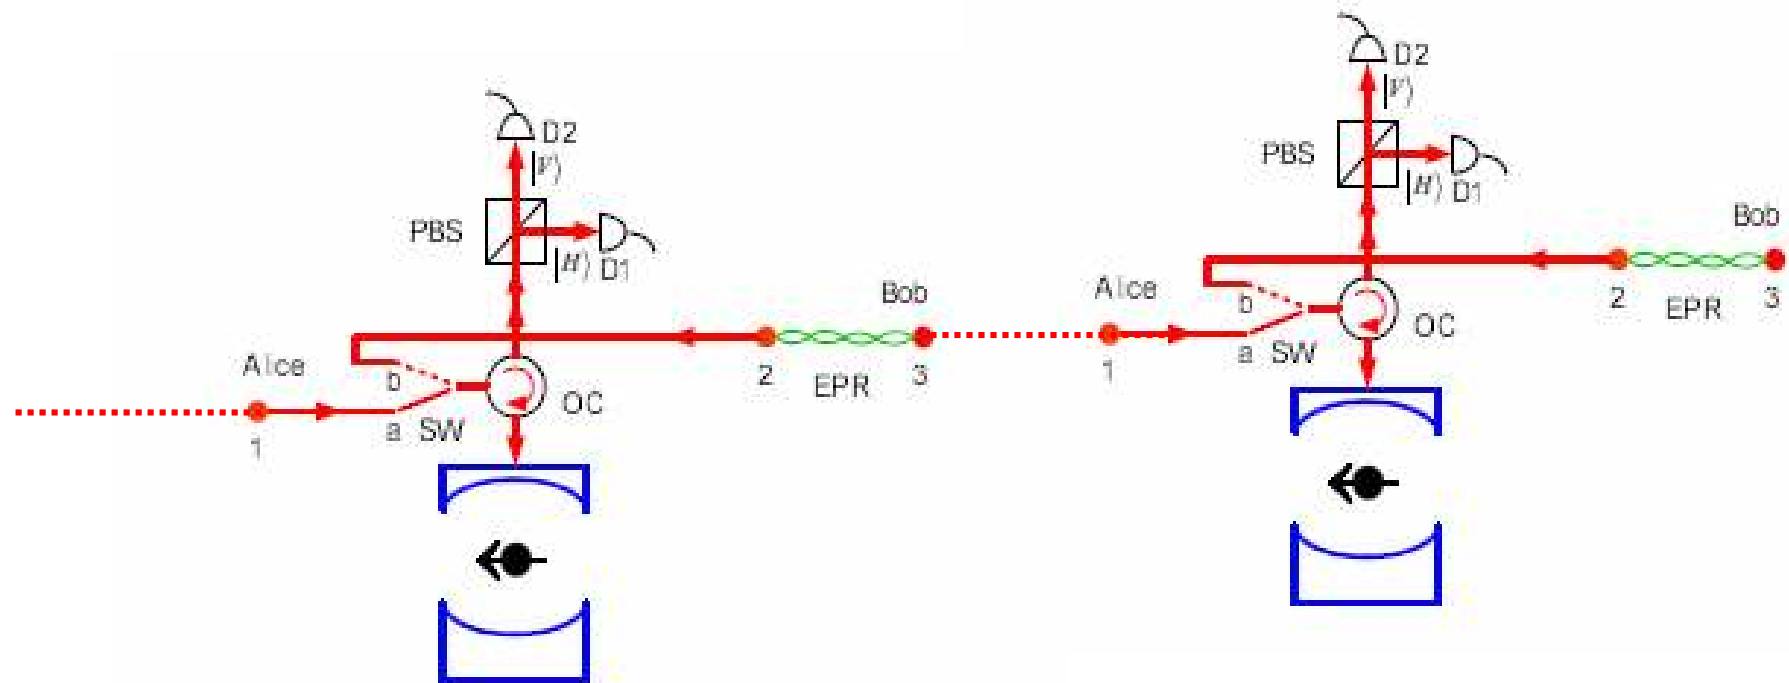 D2
|V⟩
PBS
|H⟩ D1
Bob
Alce
b
a SW
OC
1
2
EPR
3
D2
|V⟩
PBS
|H⟩ D1
Bob
Alce
b
a SW
OC
1
2
EPR
3